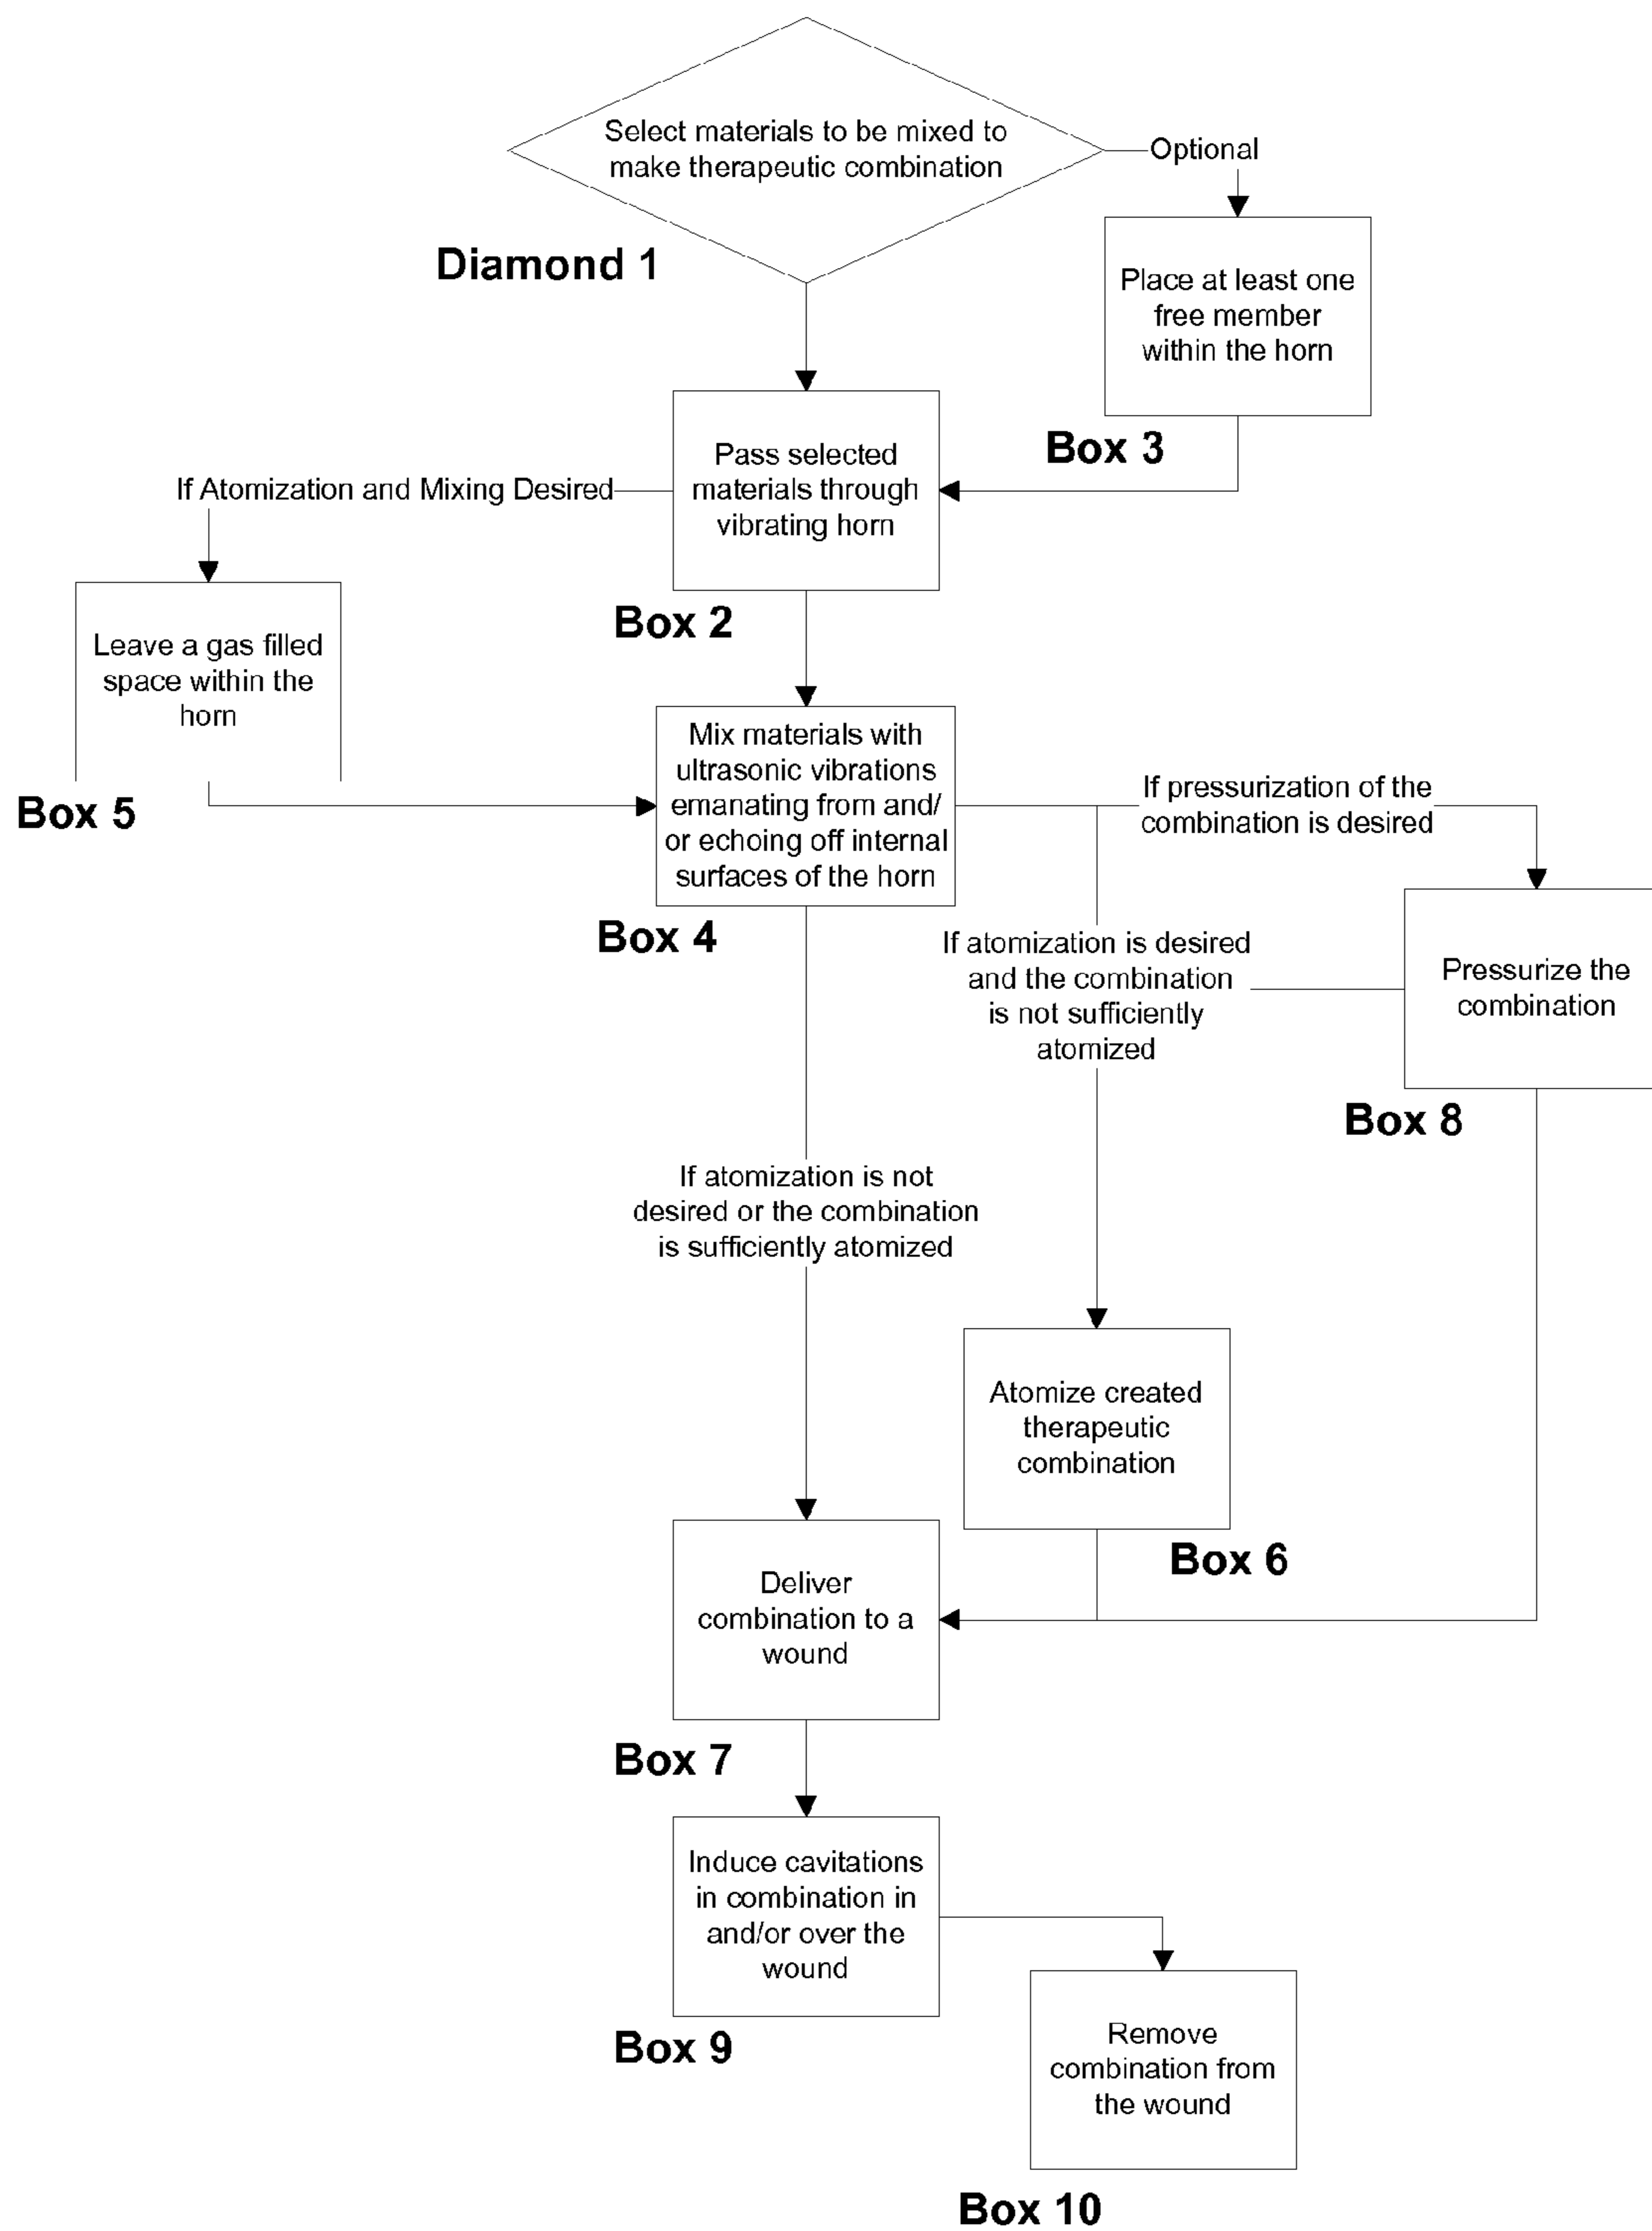 Select materials to be mixed to
make therapeutic combination
Optional
Diamond 1
Place at least one
free member
within the horn
Box 3
Pass selected
materials through
vibrating horn
If Atomization and Mixing Desired
Box 2
Leave a gas filled
space within the
horn
Box 5
Mix materials with
ultrasonic vibrations
emanating from and/
or echoing off internal
surfaces of the horn
Box 4
If pressurization of the
combination is desired
If atomization is desired
and the combination
is not sufficiently
atomized
Pressurize the
combination
Box 8
If atomization is not
desired or the combination
is sufficiently atomized
Atomize created
therapeutic
combination
Box 6
Deliver
combination to a
wound
Box 7
Induce cavitations
in combination in
and/or over the
wound
Box 9
Remove
combination from
the wound
Box 10